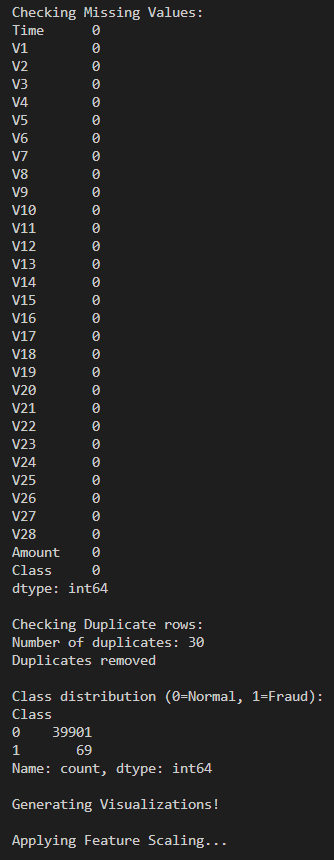 Checking Missing Values:
Time 0
V1 0
V2 0
V3 0
V4 0
V5 0
V6 0
V7 0
V8 0
V9 0
V10 0
V11 0
V12 0
V13 0
V14 0
V15 0
V16 0
V17 0
V18 0
V19 0
V20 0
V21 0
V22 0
V23 0
V24 0
V25 0
V26 0
V27 0
V28 0
Amount 0
Class 0
dtype: int64
Checking Duplicate rows:
Number of duplicates: 30
Duplicates removed
Class distribution (0=Normal, 1=Fraud):
Class
0 39901
1 69
Name: count, dtype: int64
Generating Visualizations!
Applying Feature Scaling...